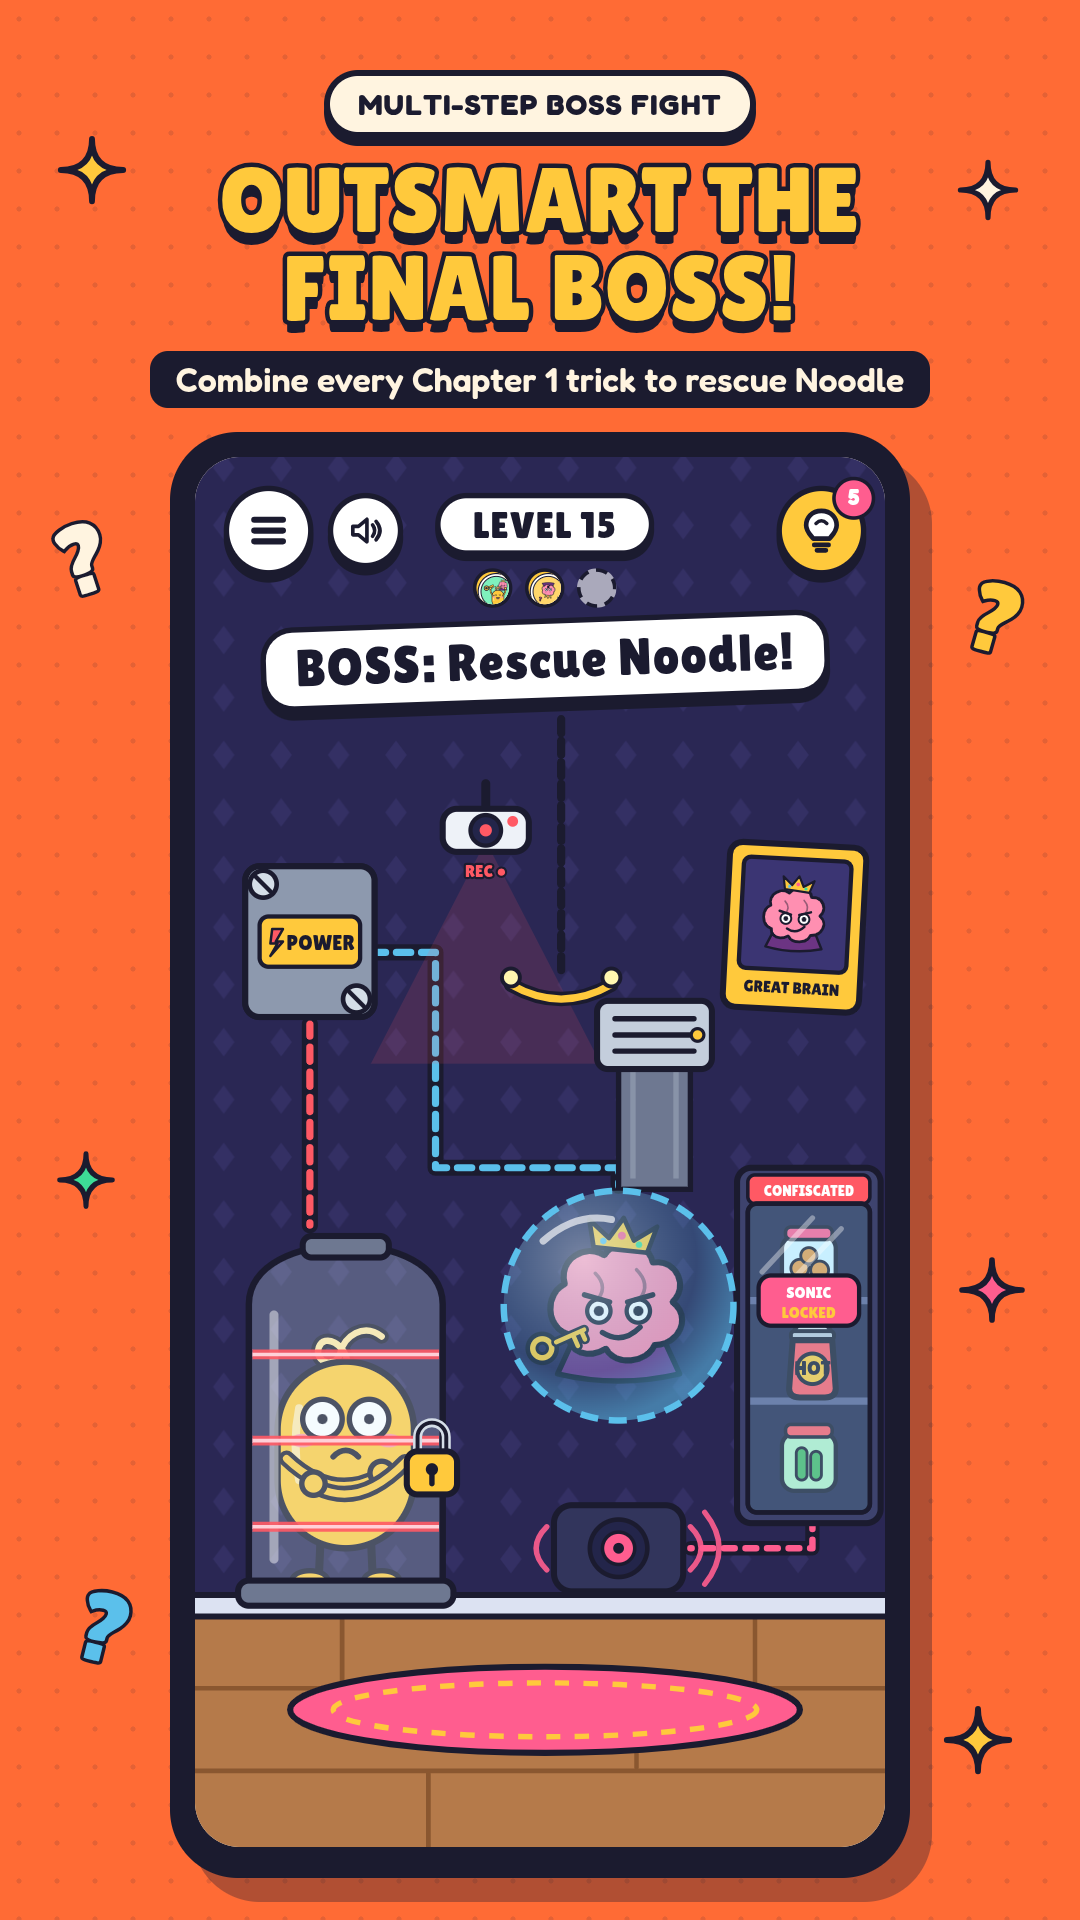 MULTI-STEP BOSS FIGHT
OUTSMART THE
FINAL BOSS!
Combine every Chapter 1 trick to rescue Noodle
5
LEVEL 15
BOSS: Rescue Noodle!
REC
POWER
GREAT BRAIN
CONFISCATED
SONIC
LOCKED
HOT
?
?
?